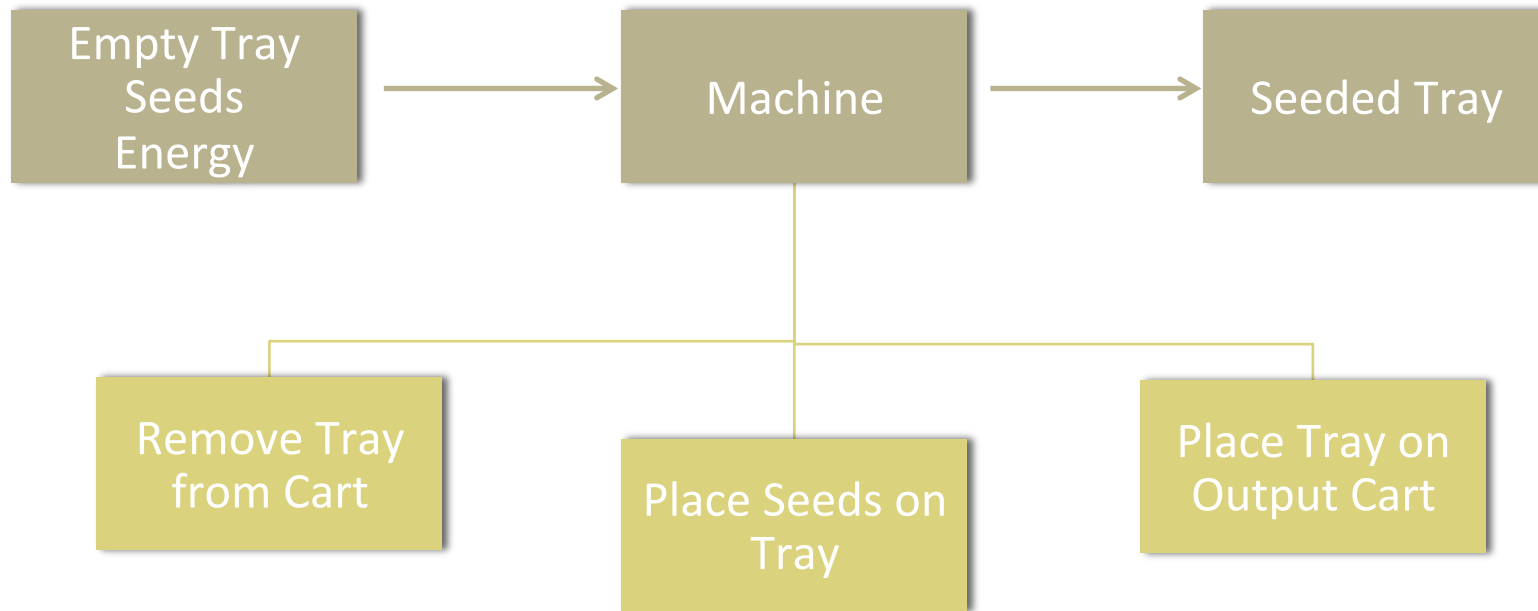 Empty Tray
Seeds
Energy
Machine
Seeded Tray
Remove Tray
from Cart
Place Seeds on
Tray
Place Tray on
Output Cart